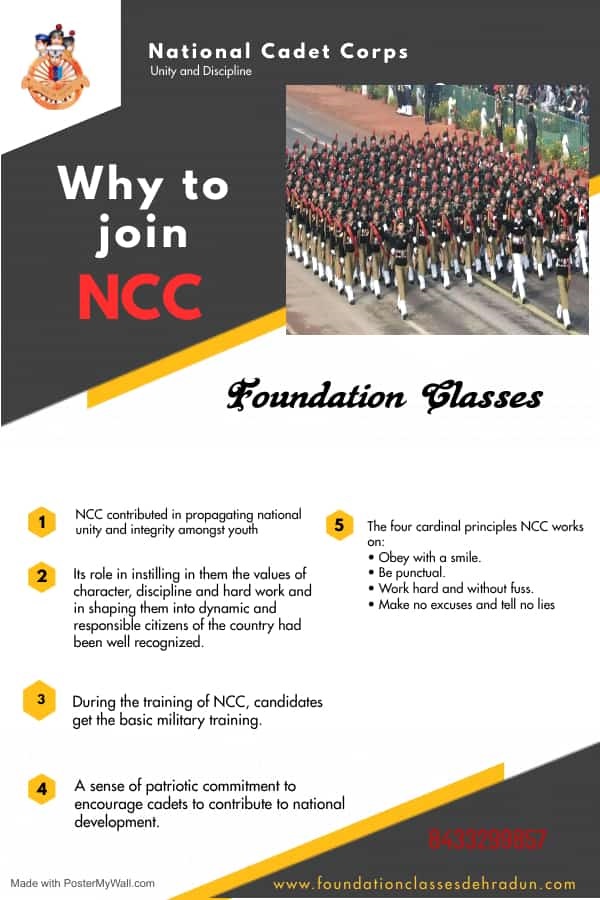 National Cadet Corps
Unity and Discipline
Why to
join
NCC
Foundation Classes
1
NCC contributed in propagating national
unity and integrity amongst youth
2
Its role in instilling in them the values of
character, discipline and hard work and
in shaping them into dynamic and
responsible citizens of the country had
been well recognized.
3
During the training of NCC, candidates
get the basic military training.
4
A sense of patriotic commitment to
encourage cadets to contribute to national
development.
5
The four cardinal principles NCC works
on:
• Obey with a smile.
• Be punctual.
• Work hard and without fuss.
• Make no excuses and tell no lies
8433299857
Made with PosterMyWall.com
www.foundationclassesdehradun.com